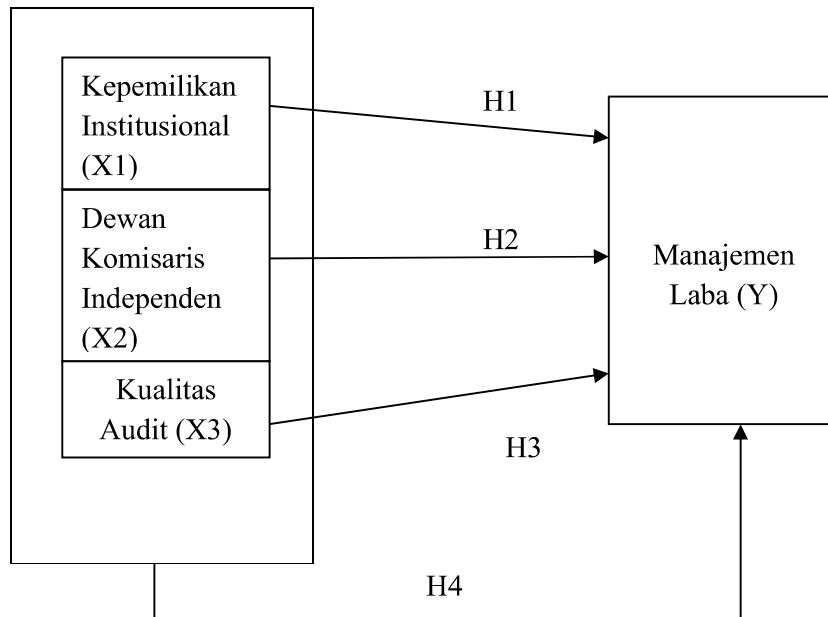 Kepemilikan
Institusional
(X1)
Dewan
Komisaris
Independen
(X2)
Kualitas
Audit (X3)
H1
H2
H3
H4
Manajemen
Laba (Y)